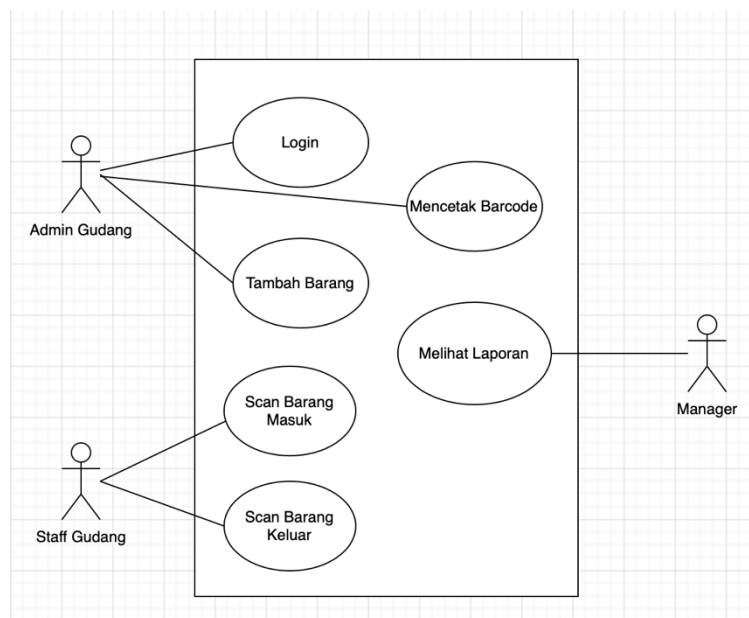 Login
Mencetak Barcode
Admin Gudang
Tambah Barang
Melihat Laporan
Manager
Scan Barang
Masuk
Scan Barang
Keluar
Staff Gudang